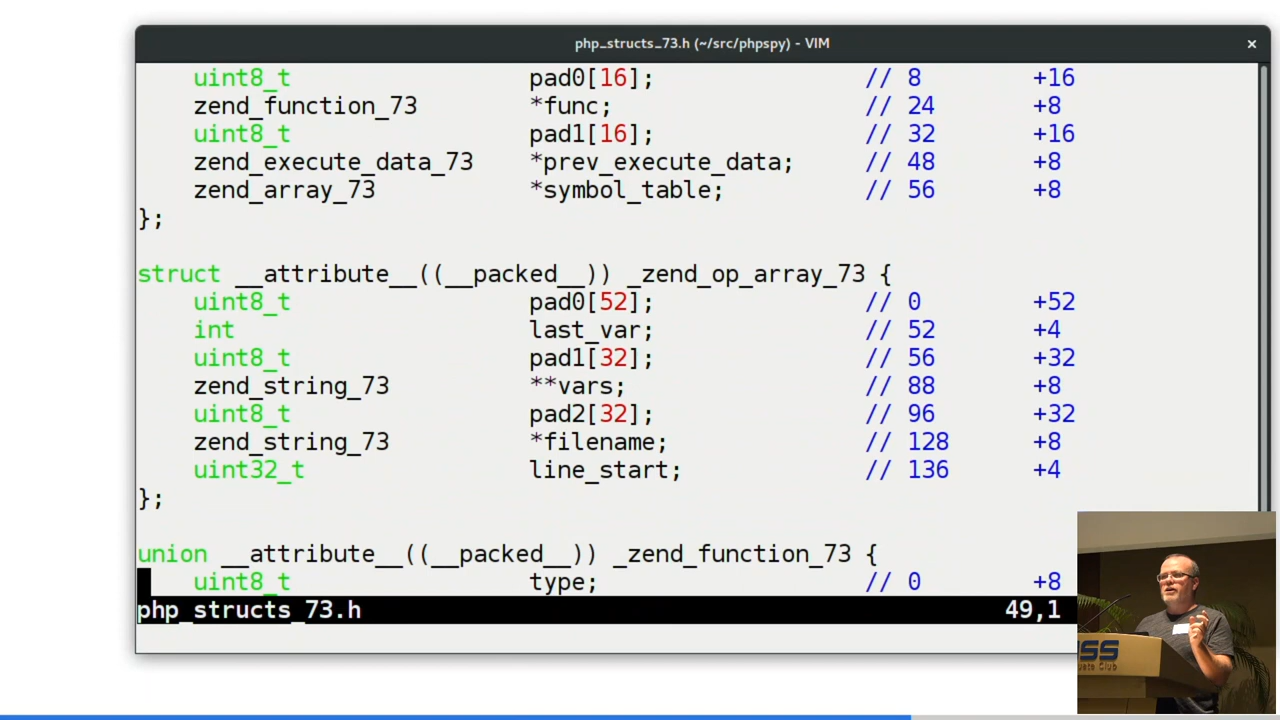 php_structs_73.h (~/src/phpspy) - VIM ×
    uint8_t                 pad0[16];               // 8        +16
    zend_function_73        *func;                  // 24       +8
    uint8_t                 pad1[16];               // 32       +16
    zend_execute_data_73    *prev_execute_data;     // 48       +8
    zend_array_73           *symbol_table;          // 56       +8
};
struct __attribute__((__packed__)) _zend_op_array_73 {
    uint8_t                 pad0[52];               // 0        +52
    int                     last_var;               // 52       +4
    uint8_t                 pad1[32];               // 56       +32
    zend_string_73          **vars;                 // 88       +8
    uint8_t                 pad2[32];               // 96       +32
    zend_string_73          *filename;              // 128      +8
    uint32_t                line_start;             // 136      +4
};
union __attribute__((__packed__)) _zend_function_73 {
    uint8_t                 type;                   // 0        +8
php_structs_73.h                                              49,1